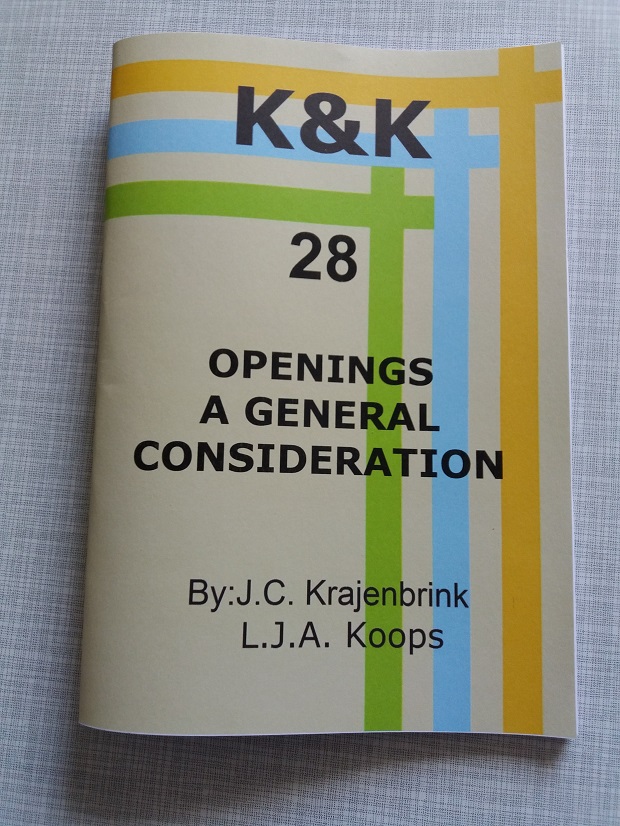 K&K
28
OPENINGS
A GENERAL
CONSIDERATION
By:J.C. Krajenbrink
L.J.A. Koops